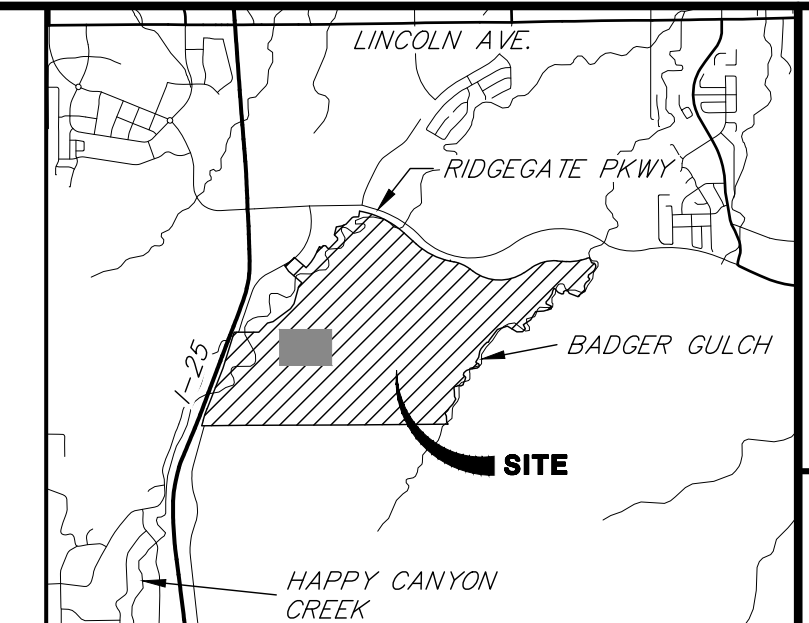 LINCOLN AVE.
RIDGEGATE PKWY
I-25
BADGER GULCH
SITE
HAPPY CANYON
CREEK